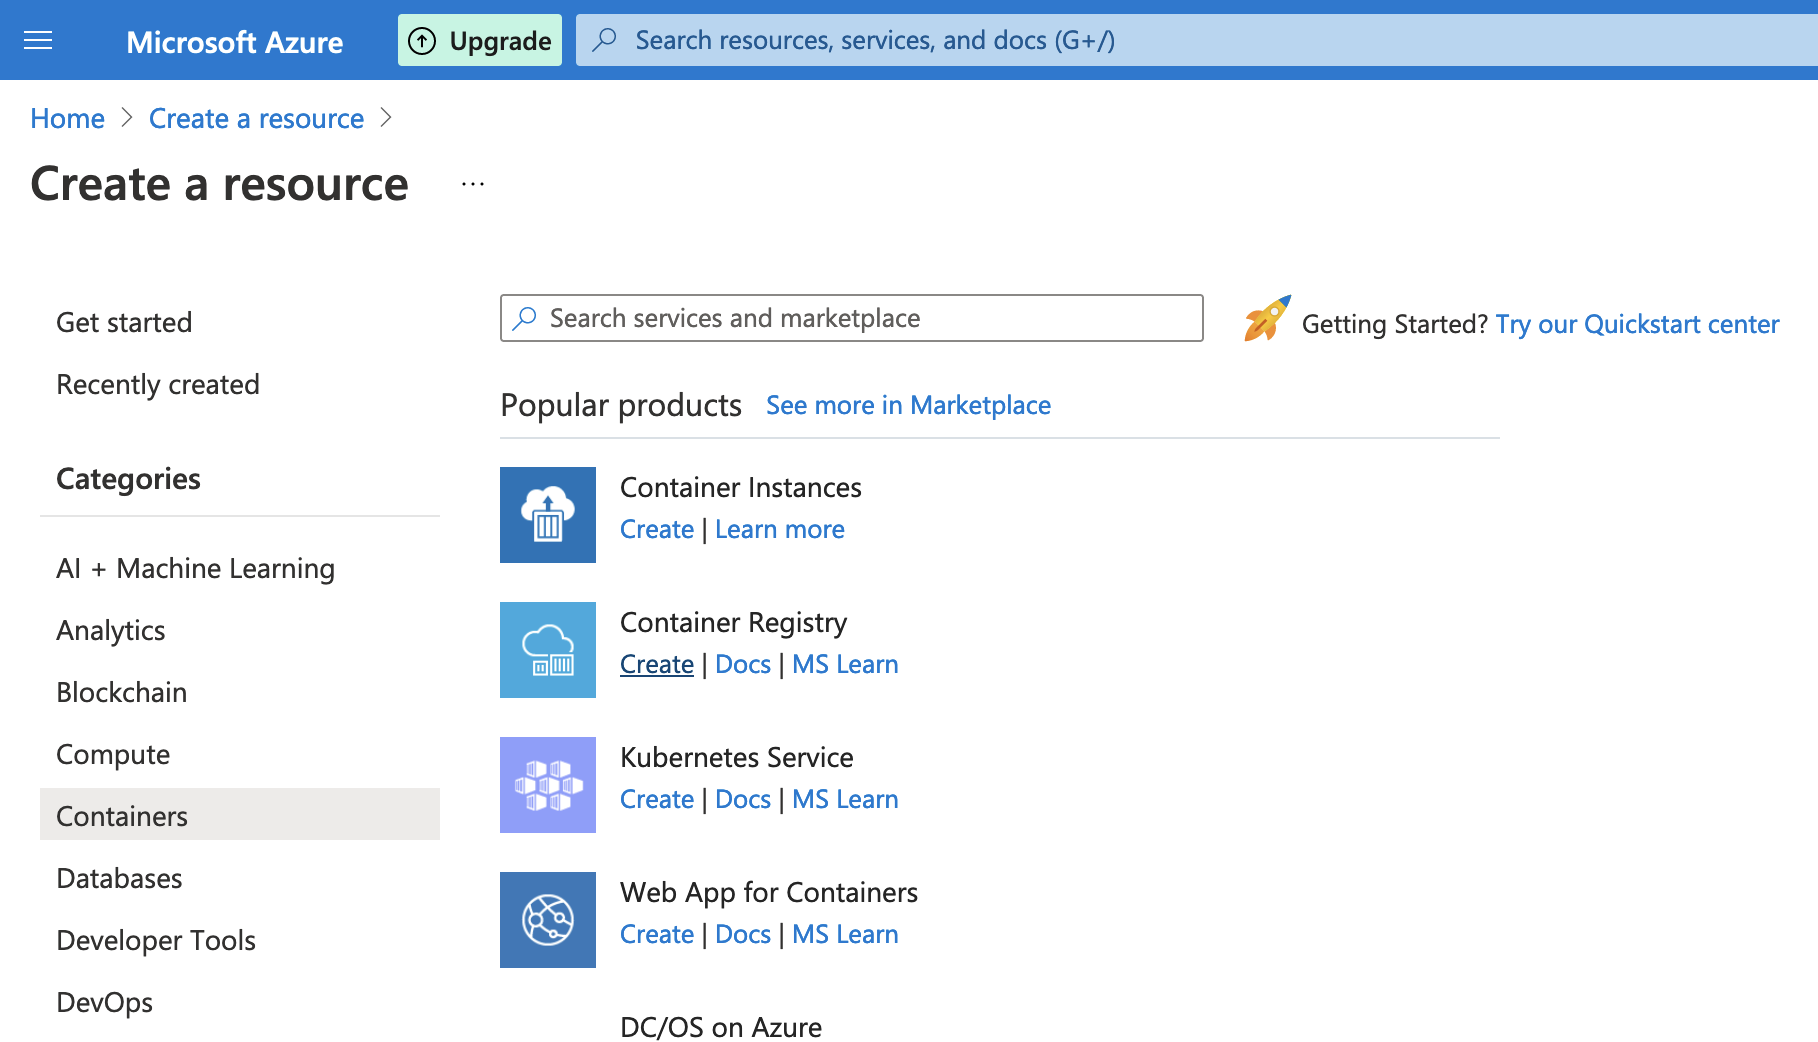 Microsoft Azure
Upgrade
Search resources, services, and docs (G+/)
Home > Create a resource >
Create a resource ...
Get started
Recently created
Categories
AI + Machine Learning
Analytics
Blockchain
Compute
Containers
Databases
Developer Tools
DevOps
Search services and marketplace
Getting Started? Try our Quickstart center
Popular products See more in Marketplace
Container Instances
Create | Learn more
Container Registry
Create | Docs | MS Learn
Kubernetes Service
Create | Docs | MS Learn
Web App for Containers
Create | Docs | MS Learn
DC/OS on Azure